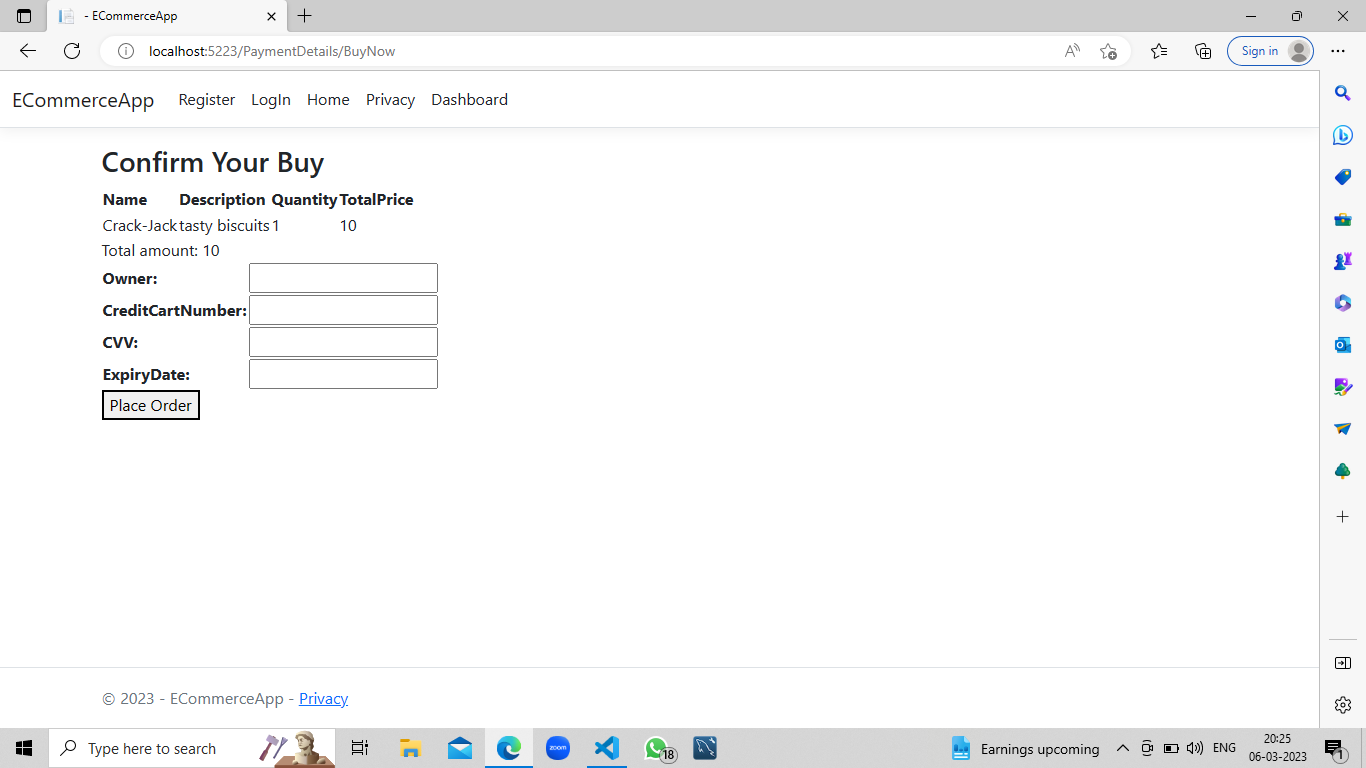 - ECommerceApp
localhost:5223/PaymentDetails/BuyNow
Sign in
ECommerceApp Register LogIn Home Privacy Dashboard
Confirm Your Buy
Name Description Quantity TotalPrice
Crack-Jack tasty biscuits 1 10
Total amount: 10
Owner:
CreditCartNumber:
CVV:
ExpiryDate:
Place Order
© 2023 - ECommerceApp - Privacy
Type here to search
zoom
18
Earnings upcoming
ENG
20:25
06-03-2023
1